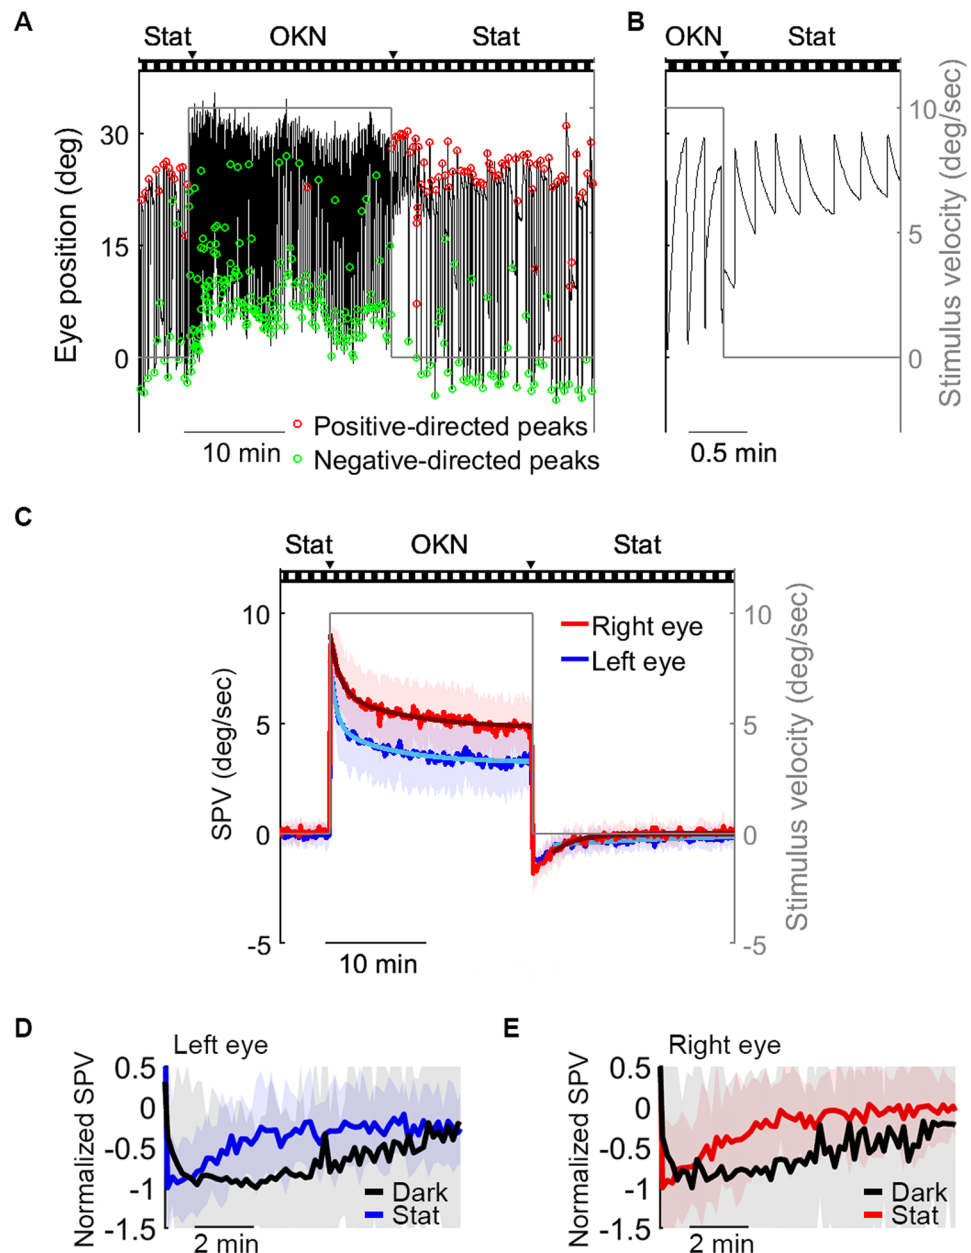 A
B
Stat OKN Stat
OKN Stat
Eye position (deg)
30
15
0
10
5
0
Stimulus velocity (deg/sec)
10 min
Positive-directed peaks
Negative-directed peaks
0.5 min
C
Stat OKN Stat
SPV (deg/sec)
10
5
0
-5
Right eye
Left eye
10
5
0
-5
Stimulus velocity (deg/sec)
10 min
D
Left eye
Normalized SPV
0.5
0
-0.5
-1
-1.5
Dark
Stat
2 min
E
Right eye
Normalized SPV
0.5
0
-0.5
-1
-1.5
Dark
Stat
2 min